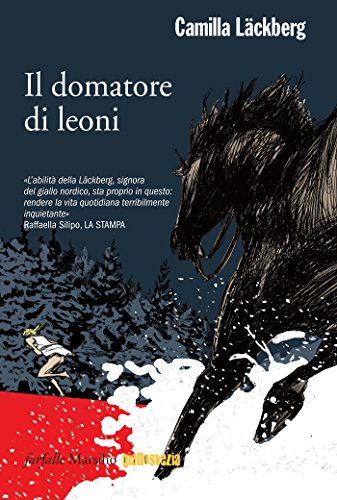 Camilla Läckberg
Il domatore
di leoni
«L'abilità della Läckberg, signora
del giallo nordico, sta proprio in questo:
rendere la vita quotidiana terribilmente
inquietante»
Raffaella Silipo, LA STAMPA
farfalle Marsilio giallosvezia